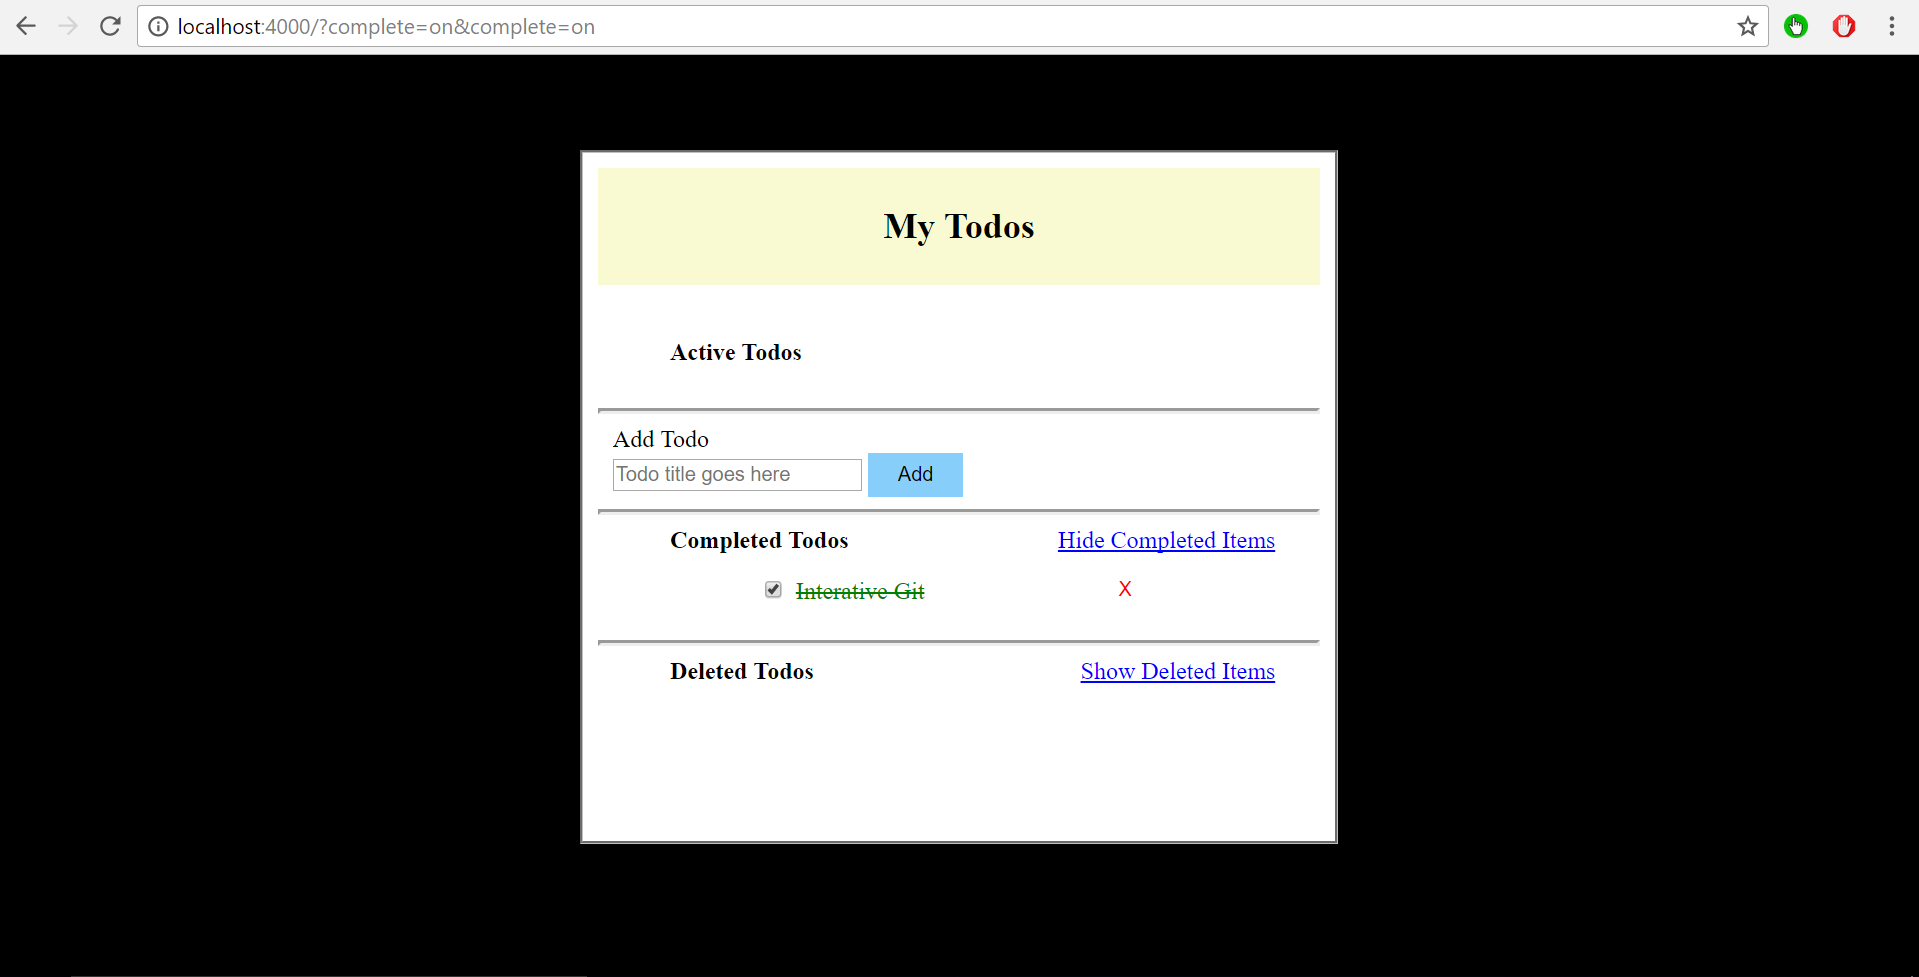 localhost:4000/?complete=on&complete=on
My Todos
Active Todos
Add Todo
Todo title goes here Add
Completed Todos Hide Completed Items
Interative Git X
Deleted Todos Show Deleted Items